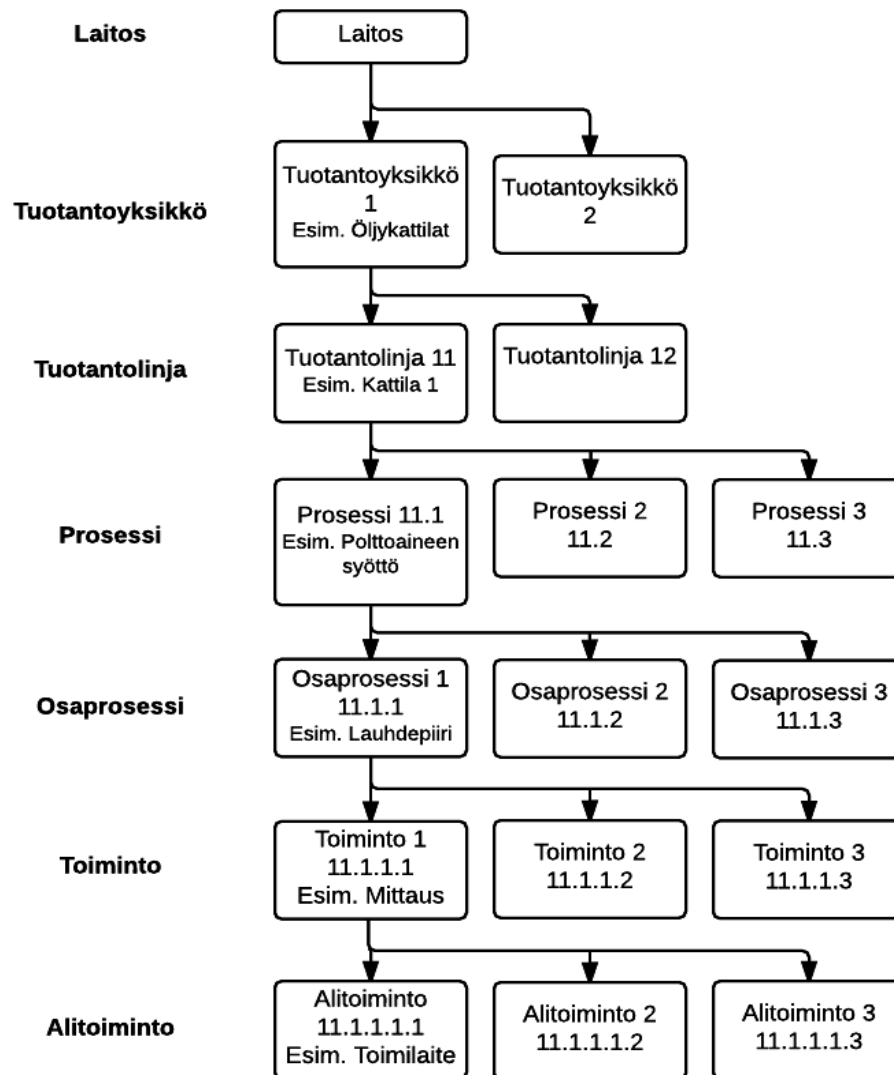 Laitos
Laitos
Tuotantoyksikkö
Tuotantoyksikkö
1
Esim. Öljykattilat
Tuotantoyksikkö
2
Tuotantolinja
Tuotantolinja 11
Esim. Kattila 1
Tuotantolinja 12
Prosessi
Prosessi 11.1
Esim. Polttoaineen
syöttö
Prosessi 2
11.2
Prosessi 3
11.3
Osaprosessi
Osaprosessi 1
11.1.1
Esim. Lauhdepiiri
Osaprosessi 2
11.1.2
Osaprosessi 3
11.1.3
Toiminto
Toiminto 1
11.1.1.1
Esim. Mittaus
Toiminto 2
11.1.1.2
Toiminto 3
11.1.1.3
Alitoiminto
Alitoiminto
11.1.1.1.1
Esim. Toimilaite
Alitoiminto 2
11.1.1.1.2
Alitoiminto 3
11.1.1.1.3